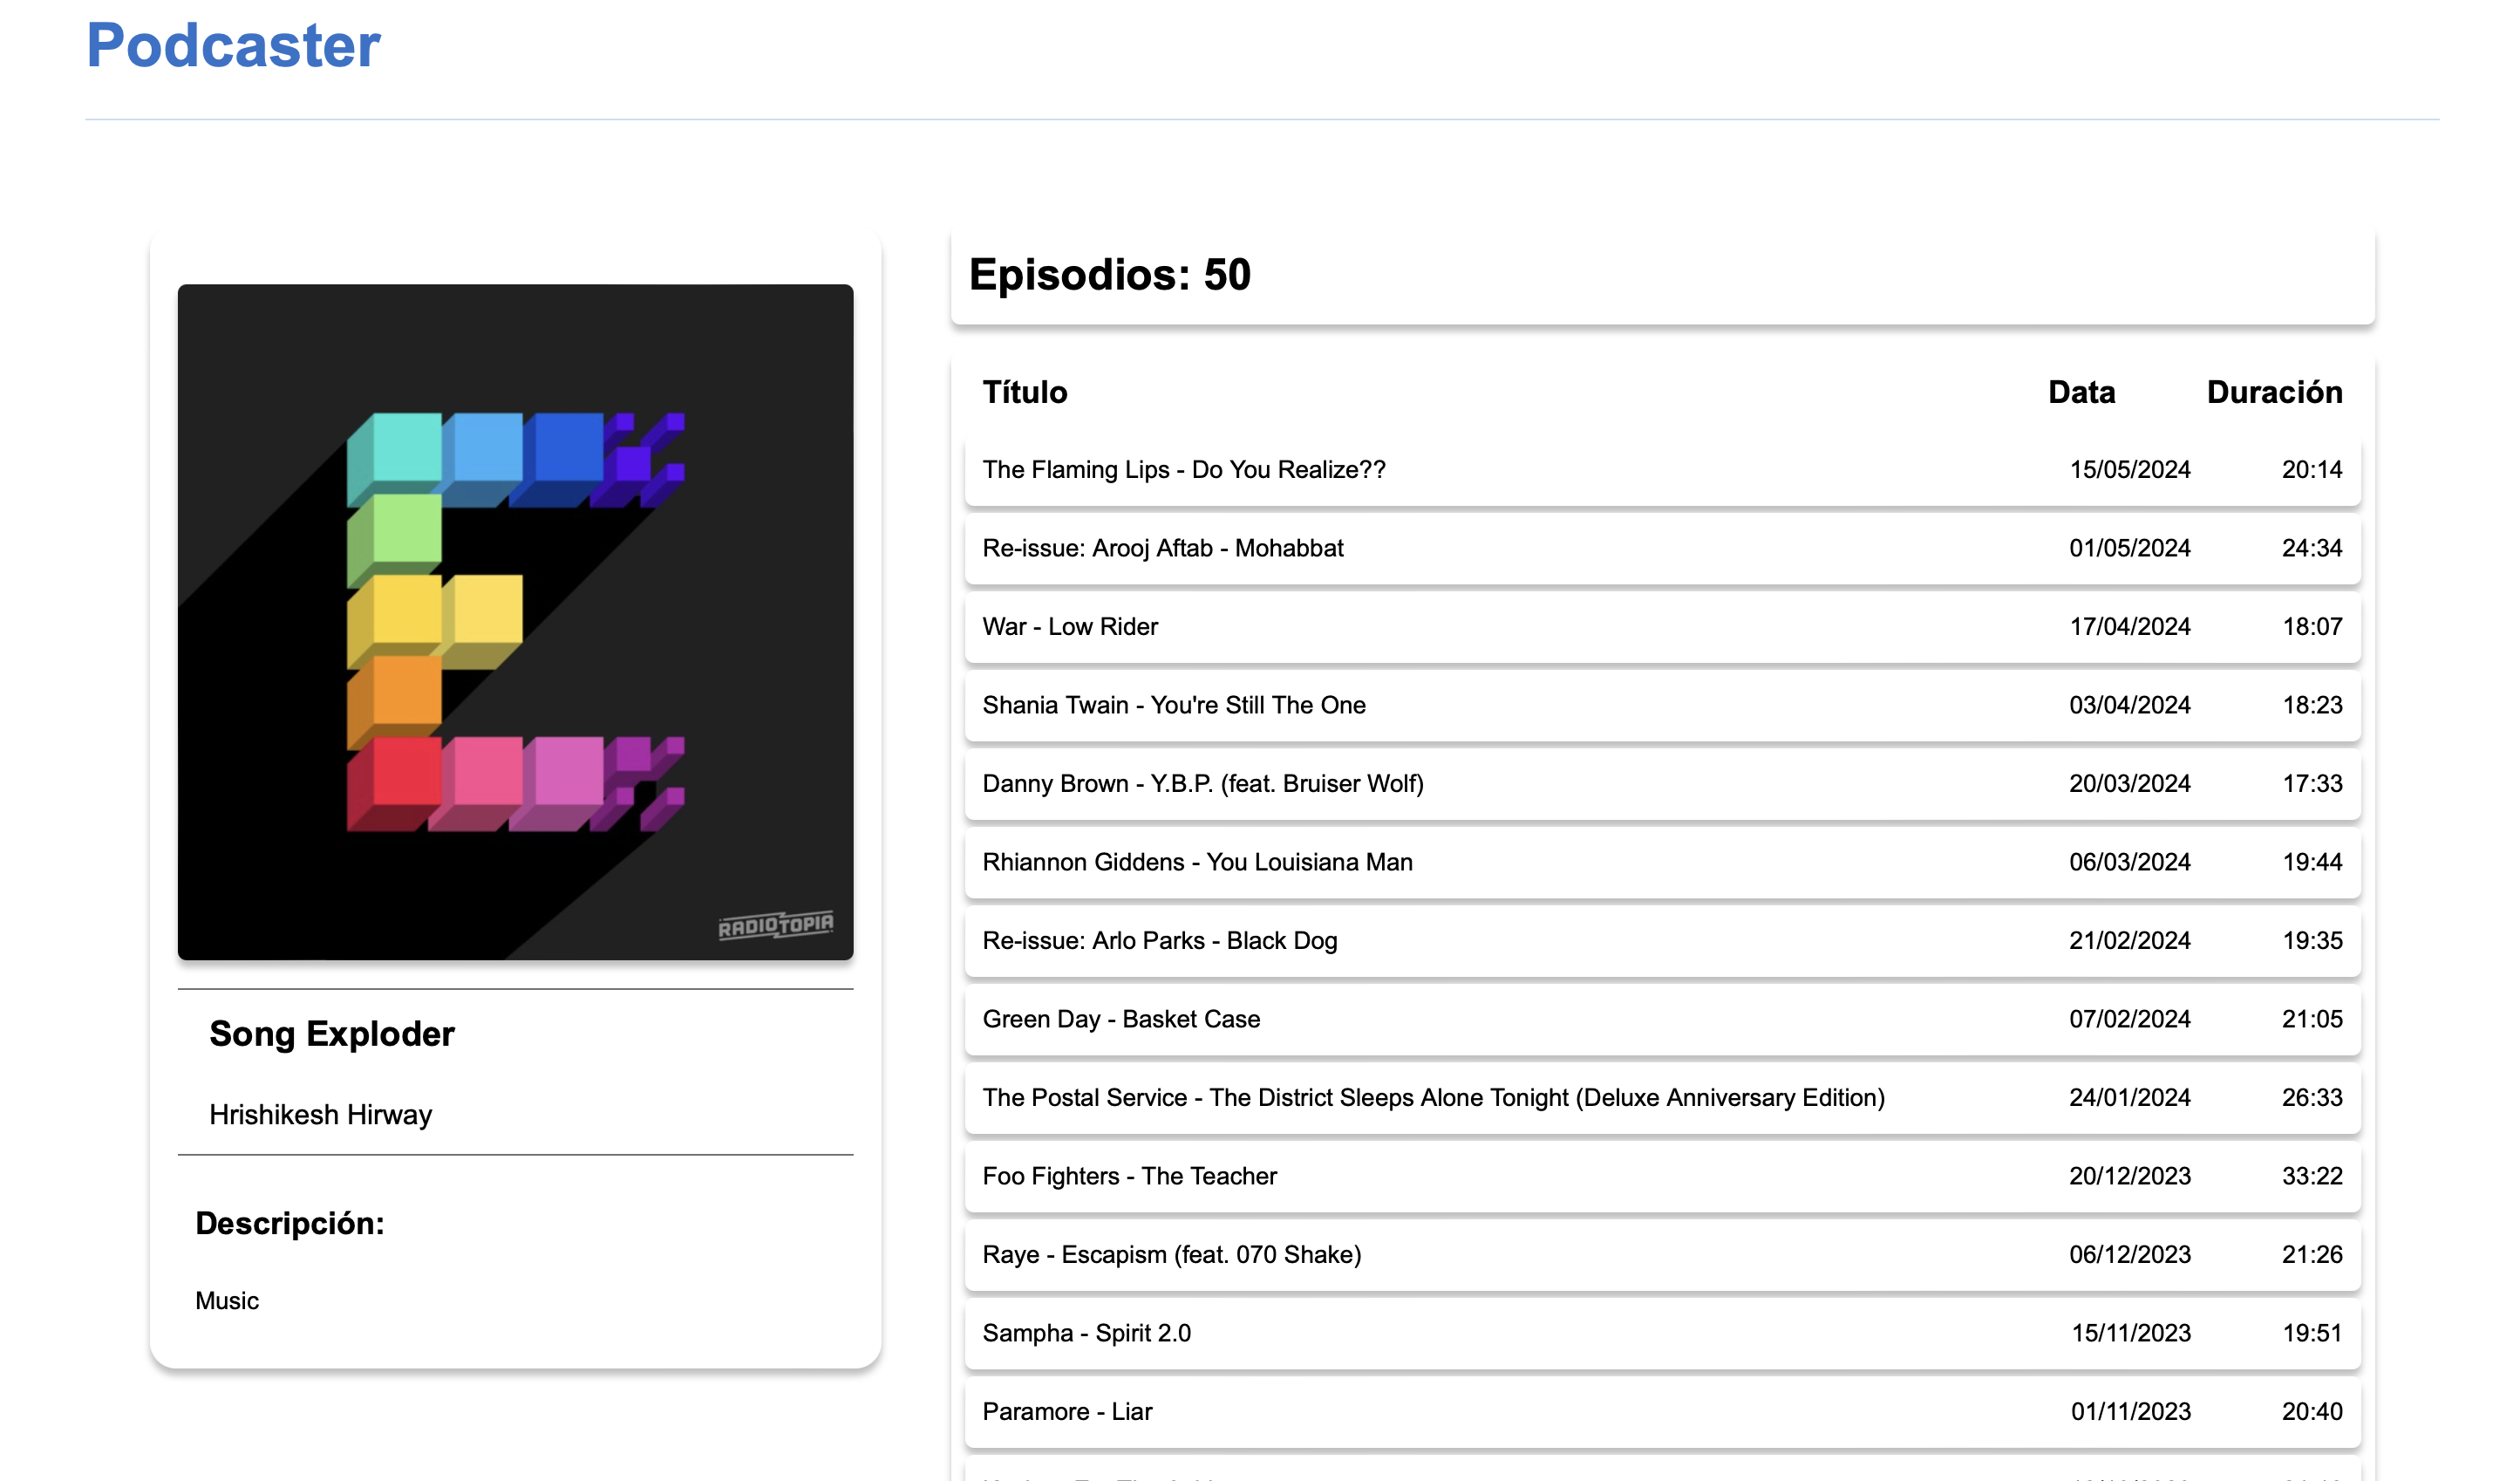 Podcaster
RADIOTOPIA
Song Exploder
Hrishikesh Hirway
Descripción:
Music
Episodios: 50
Título Data Duración
The Flaming Lips - Do You Realize?? 15/05/2024 20:14
Re-issue: Arooj Aftab - Mohabbat 01/05/2024 24:34
War - Low Rider 17/04/2024 18:07
Shania Twain - You're Still The One 03/04/2024 18:23
Danny Brown - Y.B.P. (feat. Bruiser Wolf) 20/03/2024 17:33
Rhiannon Giddens - You Louisiana Man 06/03/2024 19:44
Re-issue: Arlo Parks - Black Dog 21/02/2024 19:35
Green Day - Basket Case 07/02/2024 21:05
The Postal Service - The District Sleeps Alone Tonight (Deluxe Anniversary Edition) 24/01/2024 26:33
Foo Fighters - The Teacher 20/12/2023 33:22
Raye - Escapism (feat. 070 Shake) 06/12/2023 21:26
Sampha - Spirit 2.0 15/11/2023 19:51
Paramore - Liar 01/11/2023 20:40